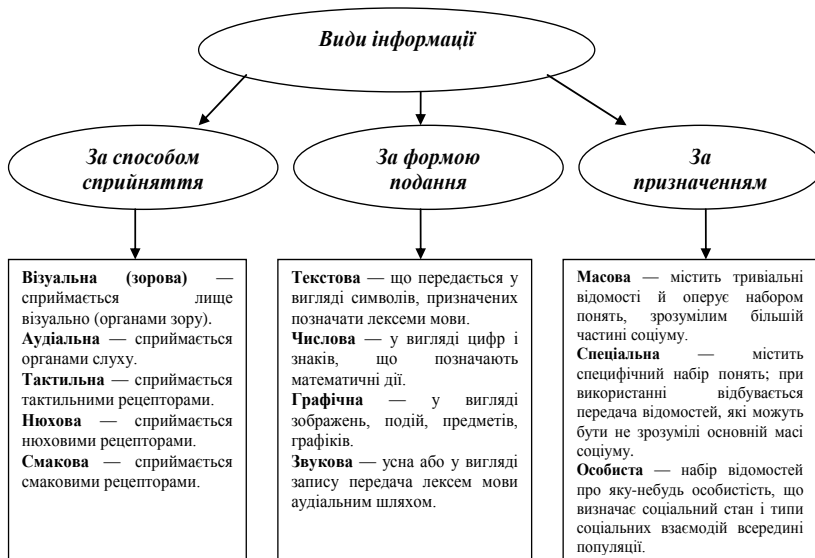 Види інформації
За способом
сприйняття
За формою
подання
За
призначенням
Візуальна (зорова) —
сприймається лище
візуально (органами зору).
Аудіальна — сприймається
органами слуху.
Тактильна — сприймається
тактильними рецепторами.
Нюхова — сприймається
нюховими рецепторами.
Смакова — сприймається
смаковими рецепторами.
Текстова — що передається у
вигляді символів, призначених
позначати лексеми мови.
Числова — у вигляді цифр і
знаків, що позначають
математичні дії.
Графічна — у вигляді
зображень, подій, предметів,
графіків.
Звукова — усна або у вигляді
запису передача лексем мови
аудіальним шляхом.
Масова — містить тривіальні
відомості й оперує набором
понять, зрозумілим більшій
частині соціуму.
Спеціальна — містить
специфічний набір понять; при
використанні відбувається
передача відомостей, які можуть
бути не зрозумілі основній масі
соціуму.
Особиста — набір відомостей
про яку-небудь особистість, що
визначає соціальний стан і типи
соціальних взаємодій всередині
популяції.